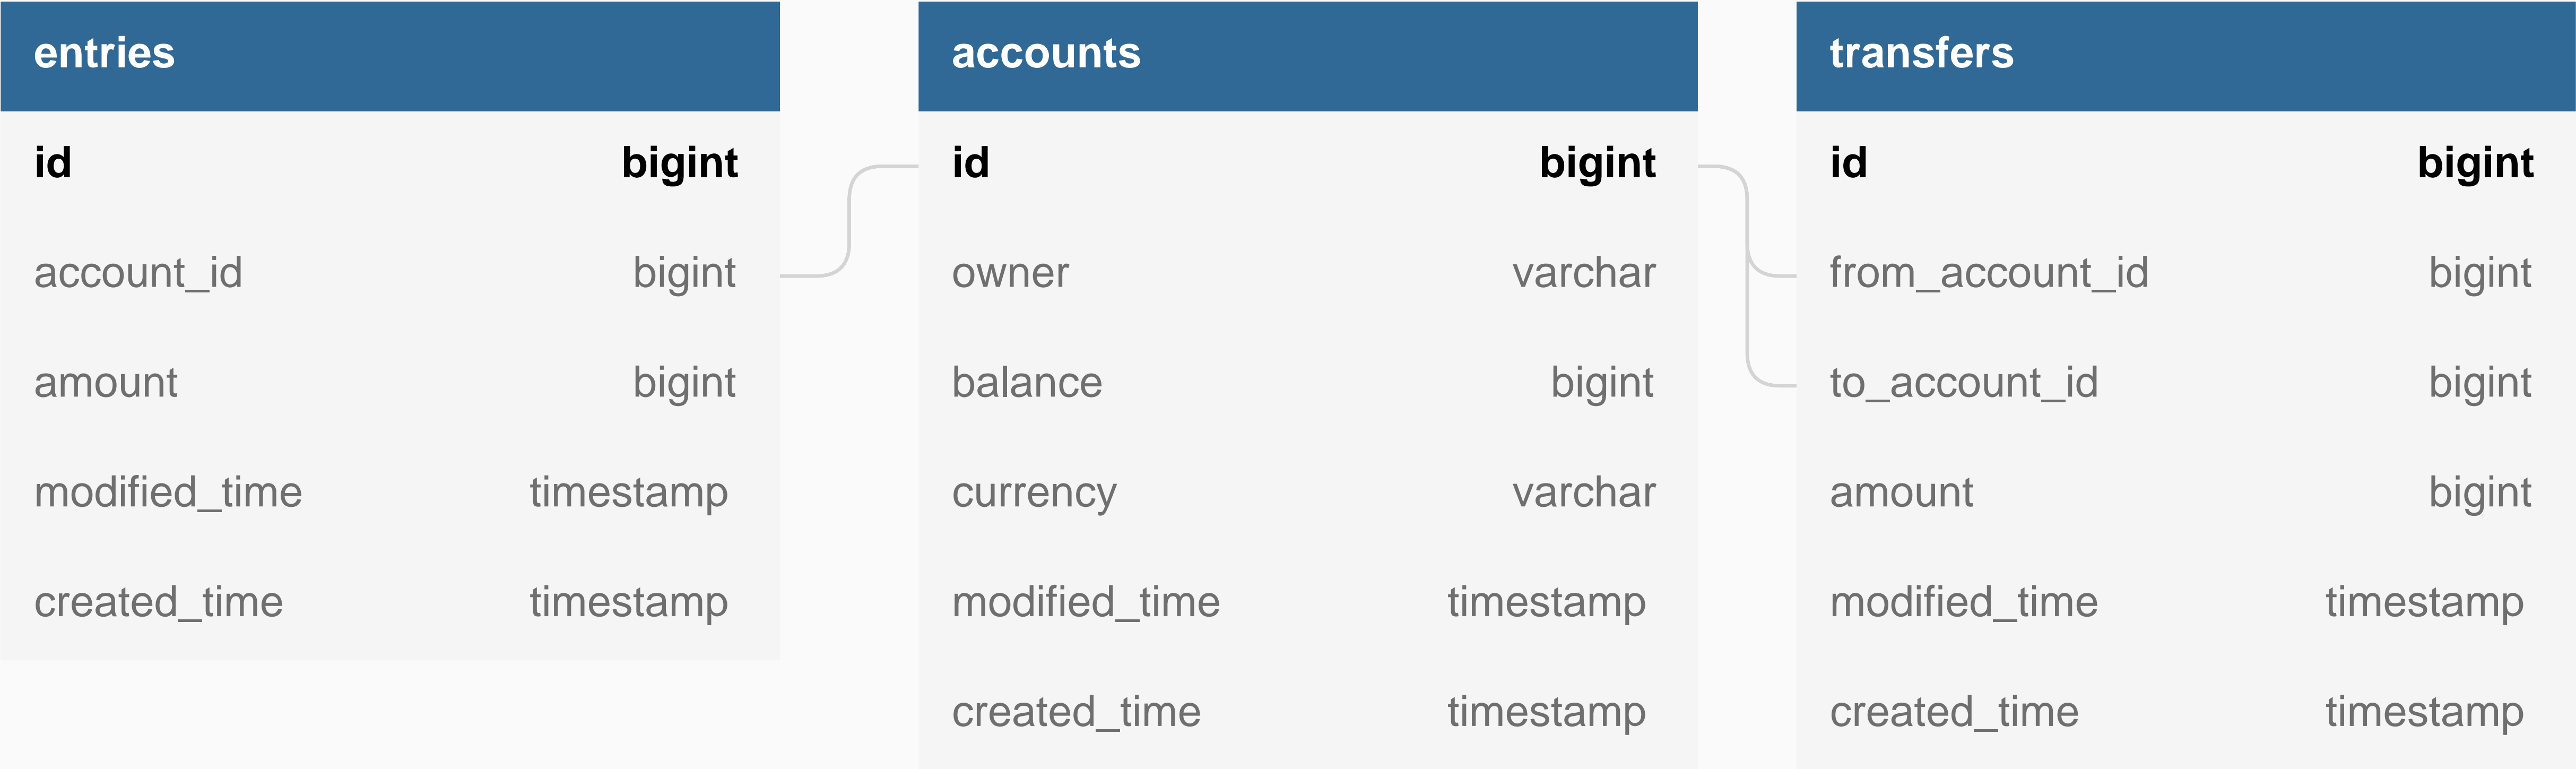 entries
id bigint
account_id bigint
amount bigint
modified_time timestamp
created_time timestamp
accounts
id bigint
owner varchar
balance bigint
currency varchar
modified_time timestamp
created_time timestamp
transfers
id bigint
from_account_id bigint
to_account_id bigint
amount bigint
modified_time timestamp
created_time timestamp